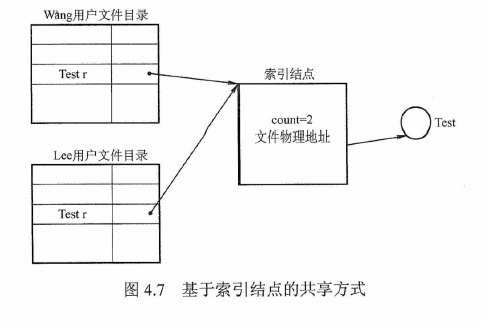 Wang用户文件目录
Test r
索引结点
count=2
文件物理地址
Test
Lee用户文件目录
Test r
图 4.7 基于索引结点的共享方式